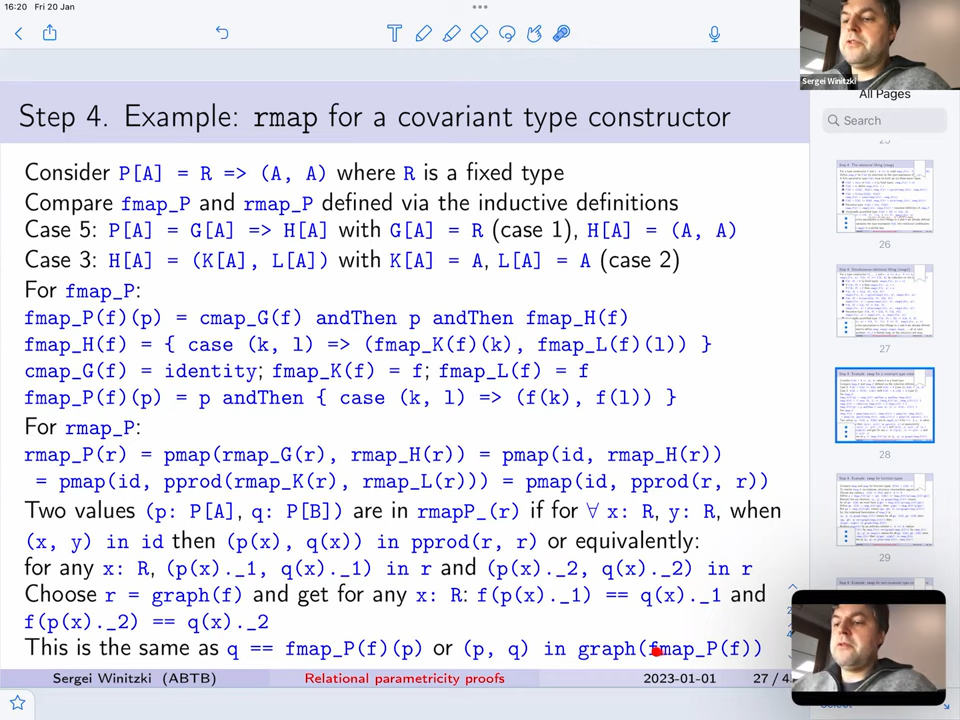 16:20 Fri 20 Jan
Sergei Winitzki
Step 4. Example: rmap for a covariant type constructor
All Pages
Search
Consider P[A] = R => (A, A) where R is a fixed type
Compare fmap_P and rmap_P defined via the inductive definitions
Case 5: P[A] = G[A] => H[A] with G[A] = R (case 1), H[A] = (A, A)
Case 3: H[A] = (K[A], L[A]) with K[A] = A, L[A] = A (case 2)
For fmap_P:
fmap_P(f)(p) = cmap_G(f) andThen p andThen fmap_H(f)
fmap_H(f) = { case (k, l) => (fmap_K(f)(k), fmap_L(f)(l)) }
cmap_G(f) = identity; fmap_K(f) = f; fmap_L(f) = f
fmap_P(f)(p) = p andThen { case (k, l) => (f(k), f(l)) }
For rmap_P:
rmap_P(r) = pmap(rmap_G(r), rmap_H(r)) = pmap(id, rmap_H(r))
= pmap(id, pprod(rmap_K(r), rmap_L(r))) = pmap(id, pprod(r, r))
Two values (p: P[A], q: P[B]) are in rmapP_(r) if for ∀ x: R, y: R, when
(x, y) in id then (p(x), q(x)) in pprod(r, r) or equivalently:
for any x: R, (p(x)._1, q(x)._1) in r and (p(x)._2, q(x)._2) in r
Choose r = graph(f) and get for any x: R: f(p(x)._1) == q(x)._1 and
f(p(x)._2) == q(x)._2
This is the same as q == fmap_P(f)(p) or (p, q) in graph(fmap_P(f))
Sergei Winitzki (ABTB)
Relational parametricity proofs
2023-01-01
27 / 4
26
27
28
29